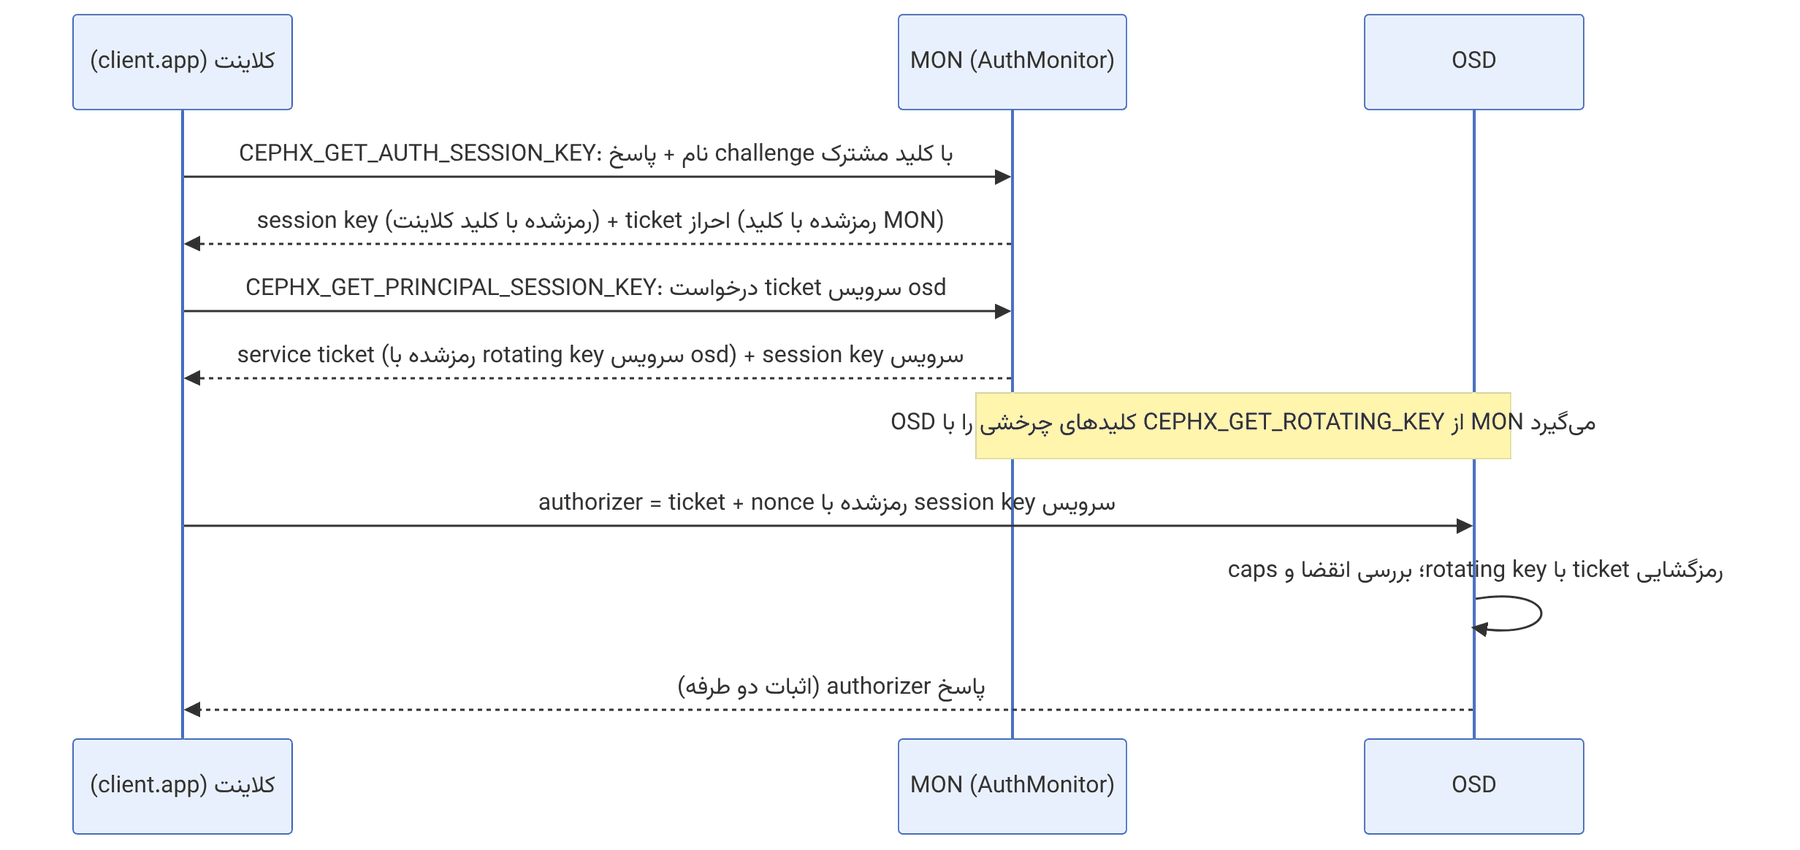 کلاینت (client.app)
MON (AuthMonitor)
OSD
CEPHX_GET_AUTH_SESSION_KEY: نام + پاسخ challenge با کلید مشترک
session key (رمزشده با کلید کلاینت) + ticket احراز (رمزشده با کلید MON)
CEPHX_GET_PRINCIPAL_SESSION_KEY: درخواست ticket سرویس osd
service ticket (رمزشده با rotating key سرویس osd) + session key سرویس
OSD کلیدهای چرخشی را با CEPHX_GET_ROTATING_KEY از MON می‌گیرد
authorizer = ticket + nonce رمزشده با session key سرویس
رمزگشایی ticket با rotating key؛ بررسی انقضا و caps
پاسخ authorizer (اثبات دو طرفه)
کلاینت (client.app)
MON (AuthMonitor)
OSD